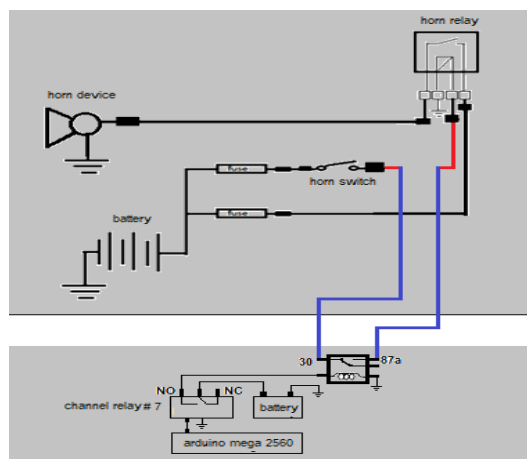 horn relay
horn device
fuse
horn switch
battery
fuse
30
87a
NO
NC
channel relay# 7
battery
arduino mega 2560